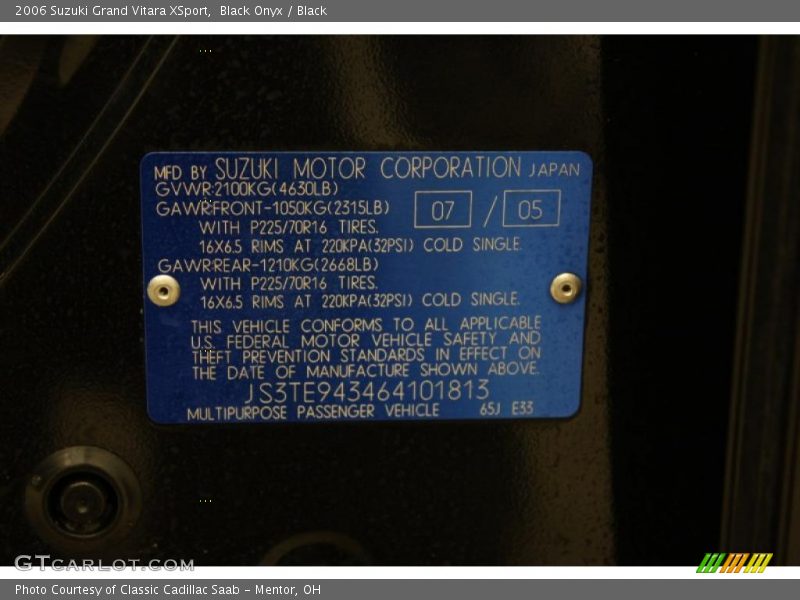 2006 Suzuki Grand Vitara XSport,  Black Onyx / Black
MFD BY SUZUKI MOTOR CORPORATION JAPAN
GVWR:2100KG(4630LB)
GAWR:FRONT-1050KG(2315LB) 07 / 05
WITH P225/70R16 TIRES.
16X6.5 RIMS AT 220KPA(32PSI) COLD SINGLE.
GAWR:REAR-1210KG(2668LB)
WITH P225/70R16 TIRES.
16X6.5 RIMS AT 220KPA(32PSI) COLD SINGLE.
THIS VEHICLE CONFORMS TO ALL APPLICABLE
U.S. FEDERAL MOTOR VEHICLE SAFETY AND
THEFT PREVENTION STANDARDS IN EFFECT ON
THE DATE OF MANUFACTURE SHOWN ABOVE.
JS3TE943464101813
MULTIPURPOSE PASSENGER VEHICLE 65J E33
GTCARLOT.COM
Photo Courtesy of Classic Cadillac Saab - Mentor, OH